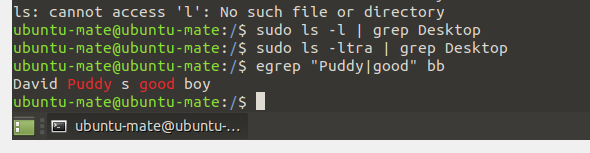 ls: cannot access 'l': No such file or directory
ubuntu-mate@ubuntu-mate:/$ sudo ls -l | grep Desktop
ubuntu-mate@ubuntu-mate:/$ sudo ls -ltra | grep Desktop
ubuntu-mate@ubuntu-mate:/$ egrep "Puddy|good" bb
David Puddy s good boy
ubuntu-mate@ubuntu-mate:/$
ubuntu-mate@ubuntu-...